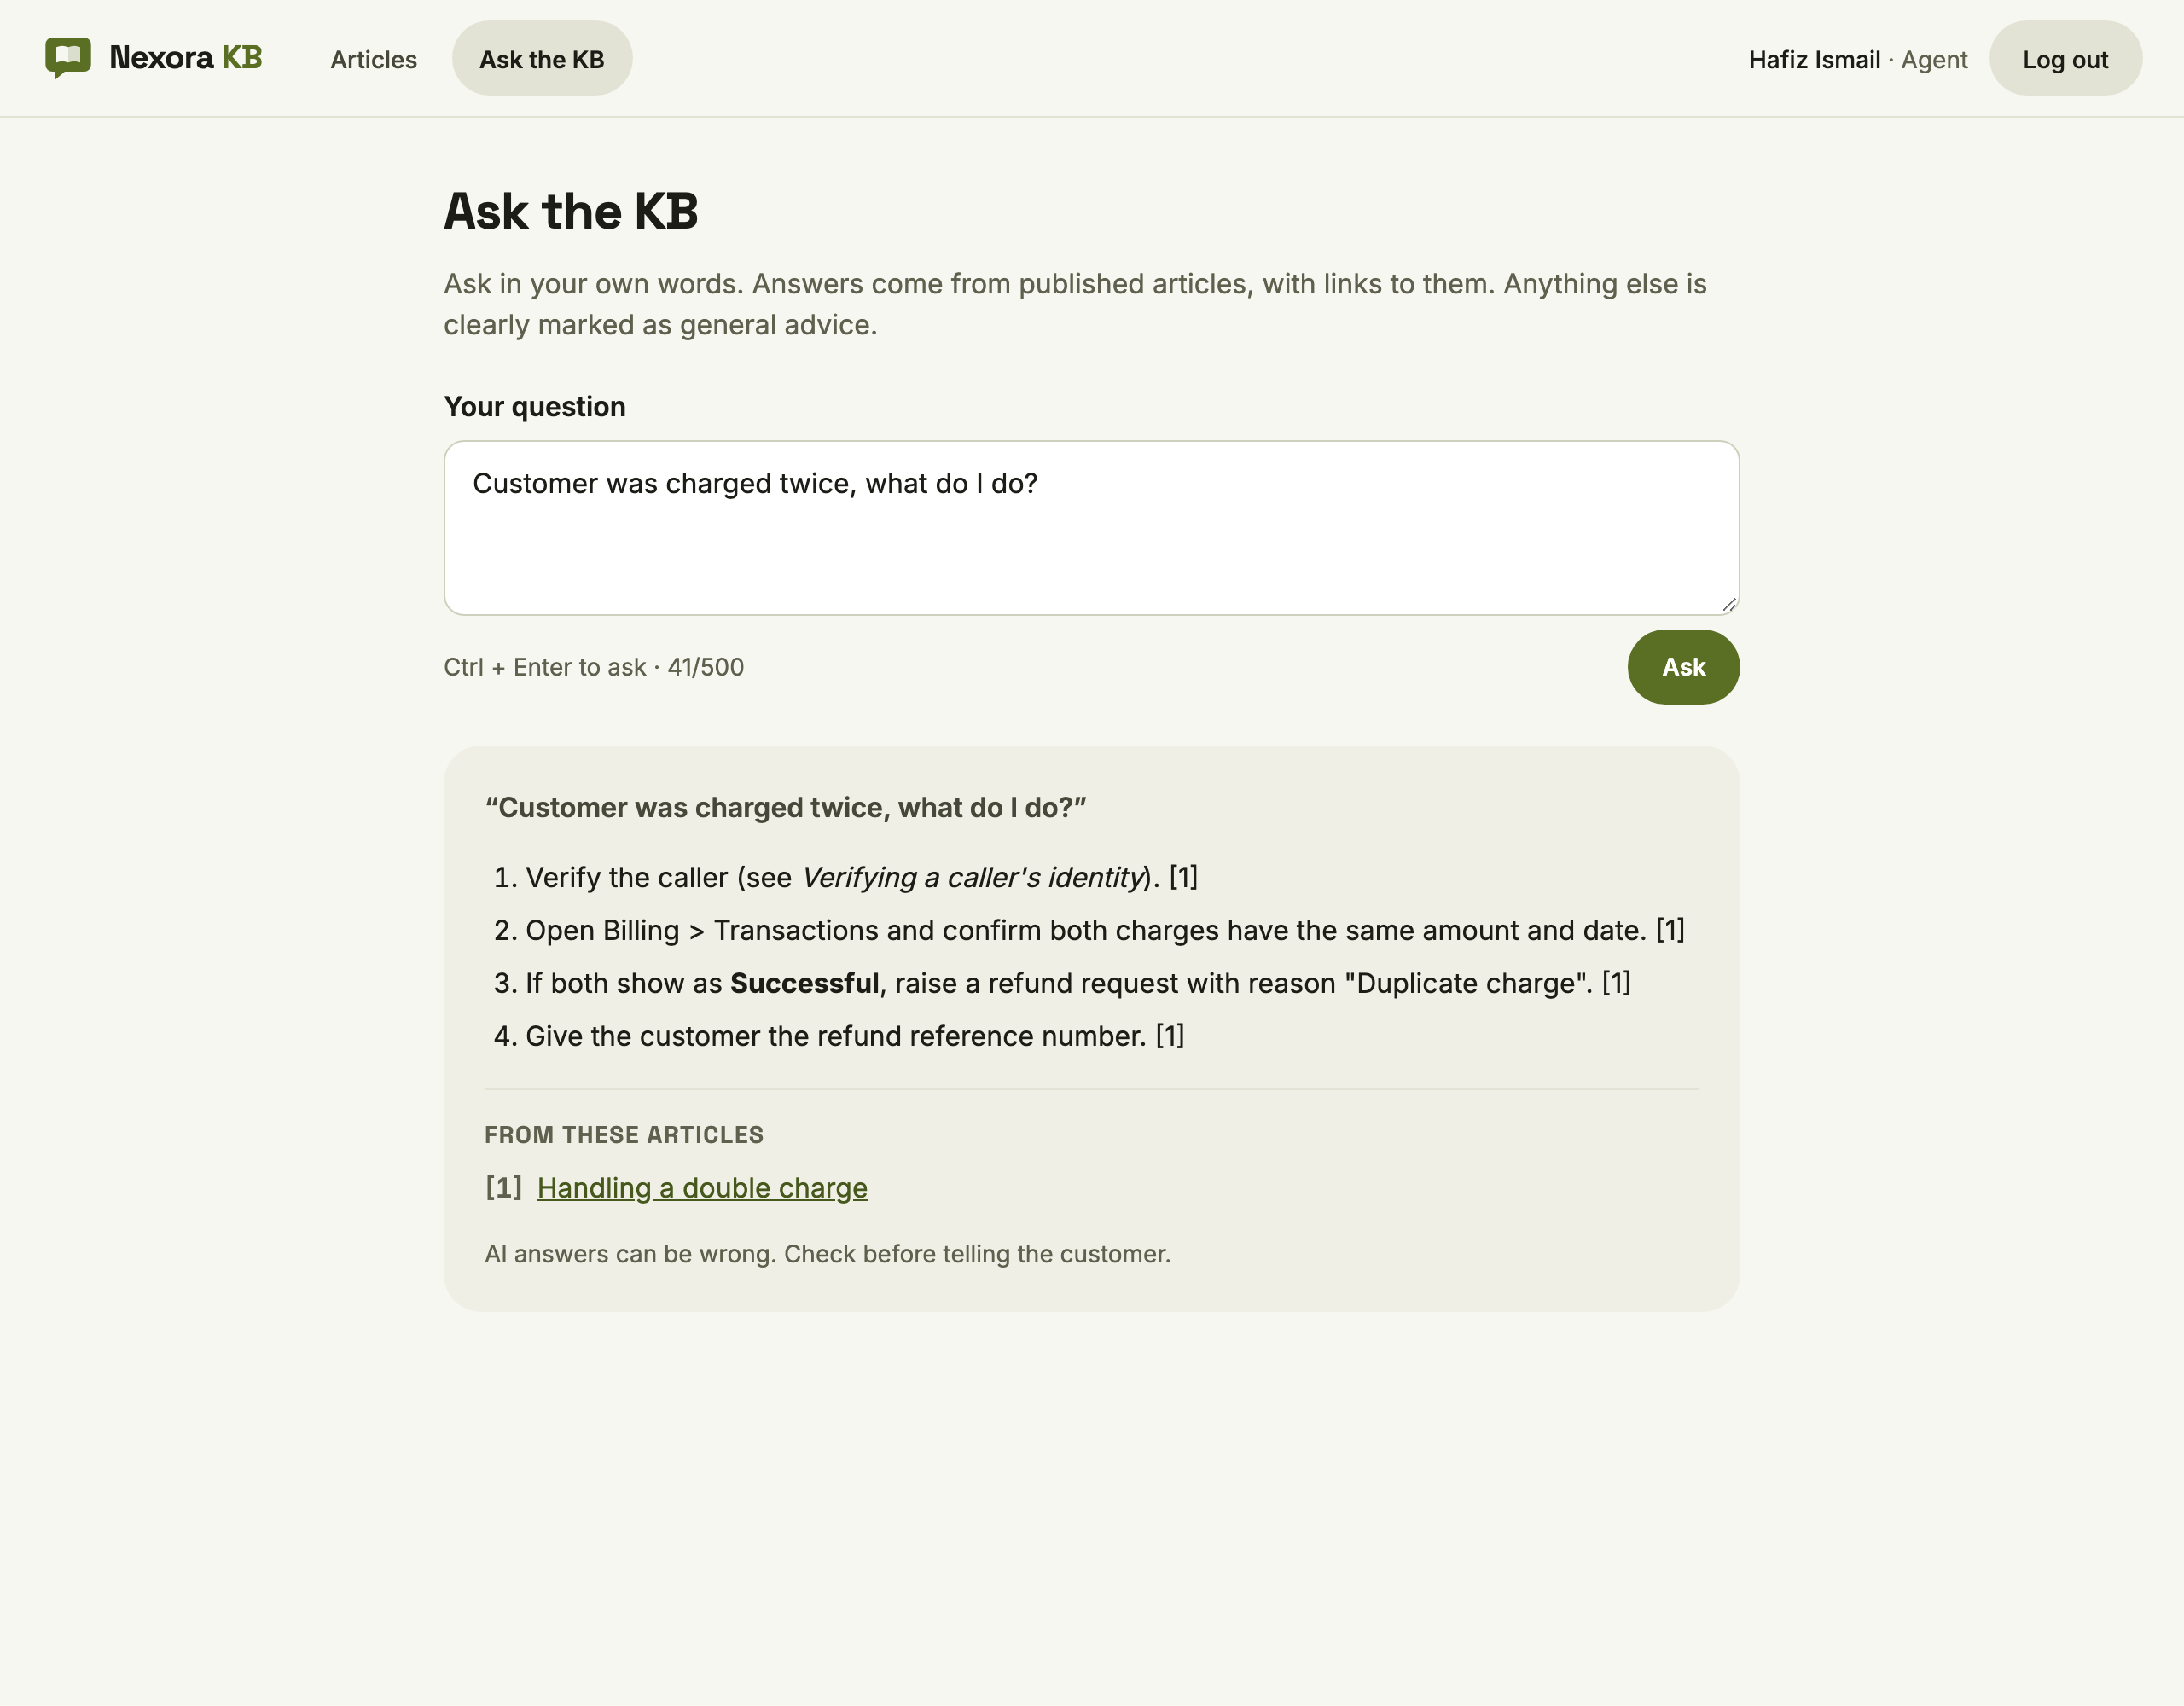 Nexora KB
Articles
Ask the KB
Hafiz Ismail · Agent
Log out
Ask the KB
Ask in your own words. Answers come from published articles, with links to them. Anything else is
clearly marked as general advice.
Your question
Customer was charged twice, what do I do?
Ctrl + Enter to ask · 41/500
Ask
“Customer was charged twice, what do I do?”
1. Verify the caller (see Verifying a caller's identity). [1]
2. Open Billing > Transactions and confirm both charges have the same amount and date. [1]
3. If both show as Successful, raise a refund request with reason "Duplicate charge". [1]
4. Give the customer the refund reference number. [1]
FROM THESE ARTICLES
[1] Handling a double charge
AI answers can be wrong. Check before telling the customer.